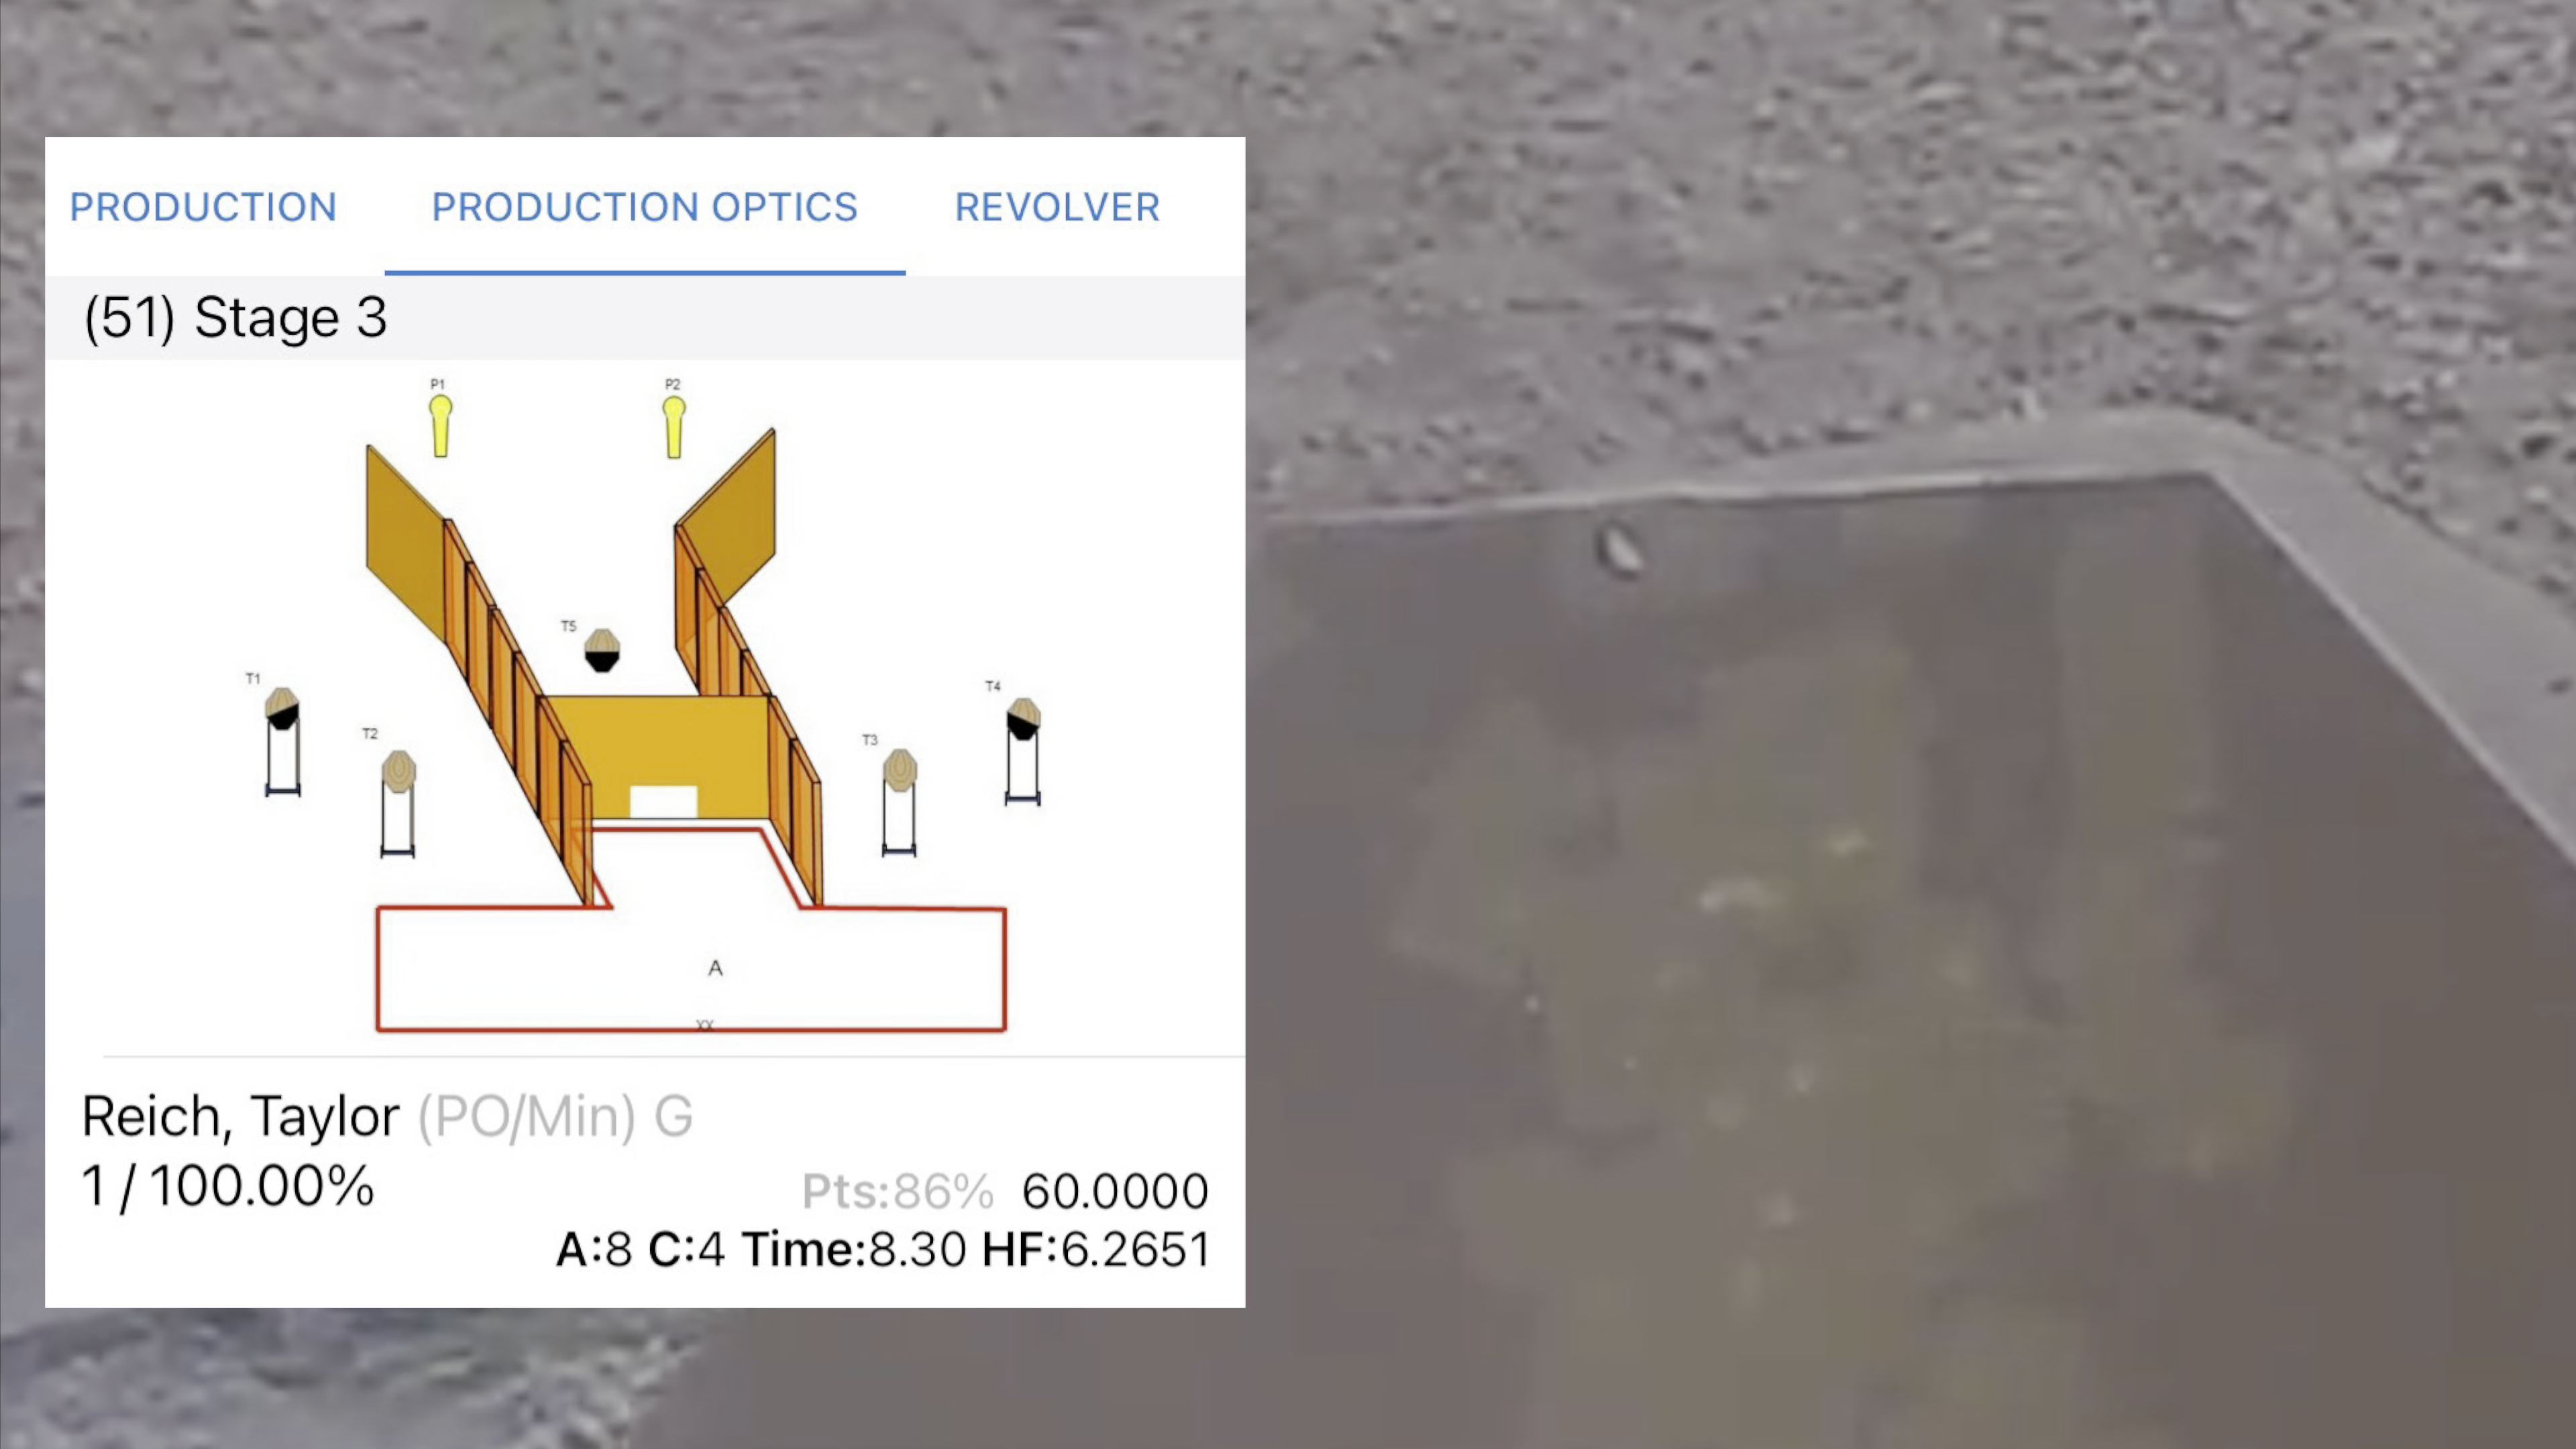 PRODUCTION PRODUCTION OPTICS REVOLVER
(51) Stage 3
P1 P2
T5
T1 T4
T2 T3
A
XX
Reich, Taylor (PO/Min) G
1 / 100.00% Pts:86% 60.0000
A:8 C:4 Time:8.30 HF:6.2651